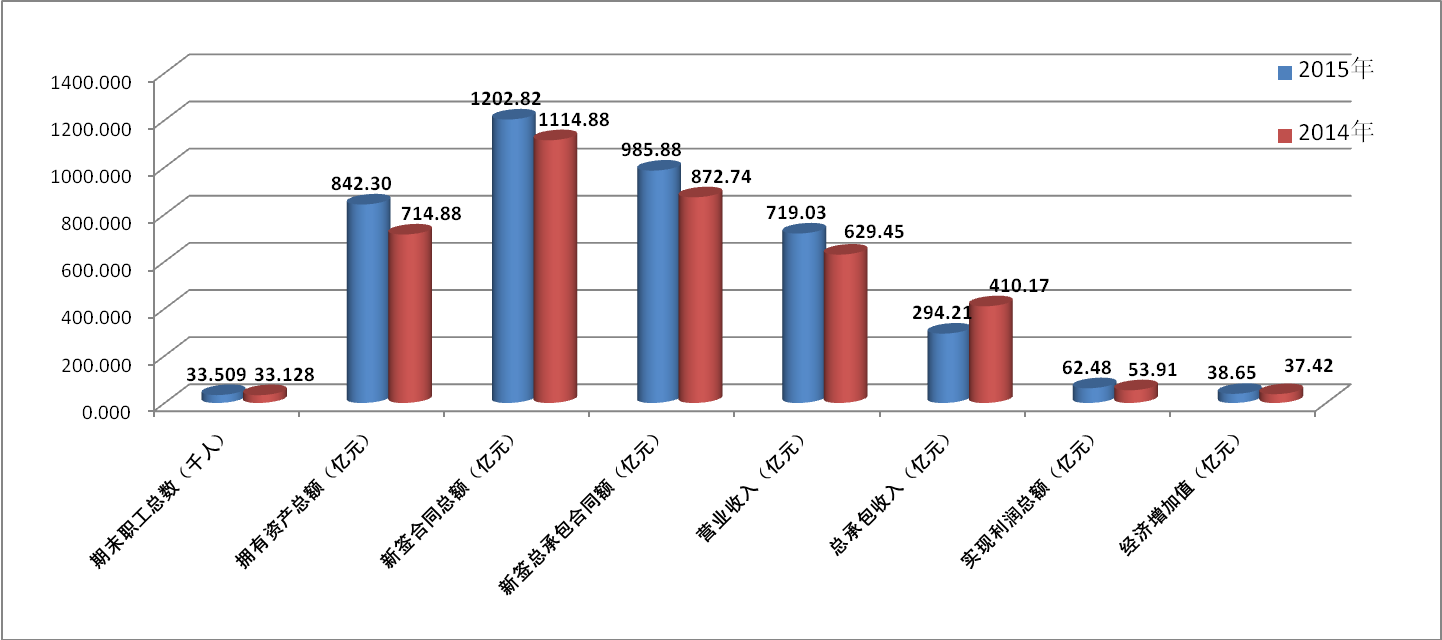 2015年
2014年
1400.000
1200.000
1000.000
800.000
600.000
400.000
200.000
0.000
33.509
33.128
842.30
714.88
1202.82
1114.88
985.88
872.74
719.03
629.45
294.21
410.17
62.48
53.91
38.65
37.42
期末职工总数（千人）
拥有资产总额（亿元）
新签合同总额（亿元）
新签总承包合同额（亿元）
营业收入（亿元）
总承包收入（亿元）
实现利润总额（亿元）
经济增加值（亿元）